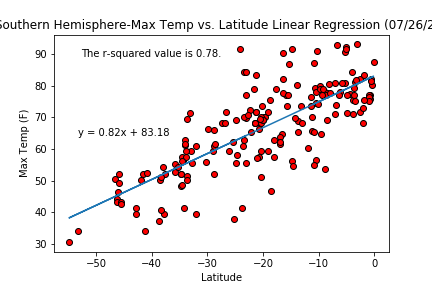 Southern Hemisphere-Max Temp vs. Latitude Linear Regression (07/26/2
The r-squared value is 0.78.
y = 0.82x + 83.18
90
80
70
60
50
40
30
Max Temp (F)
−50
−40
−30
−20
−10
0
Latitude